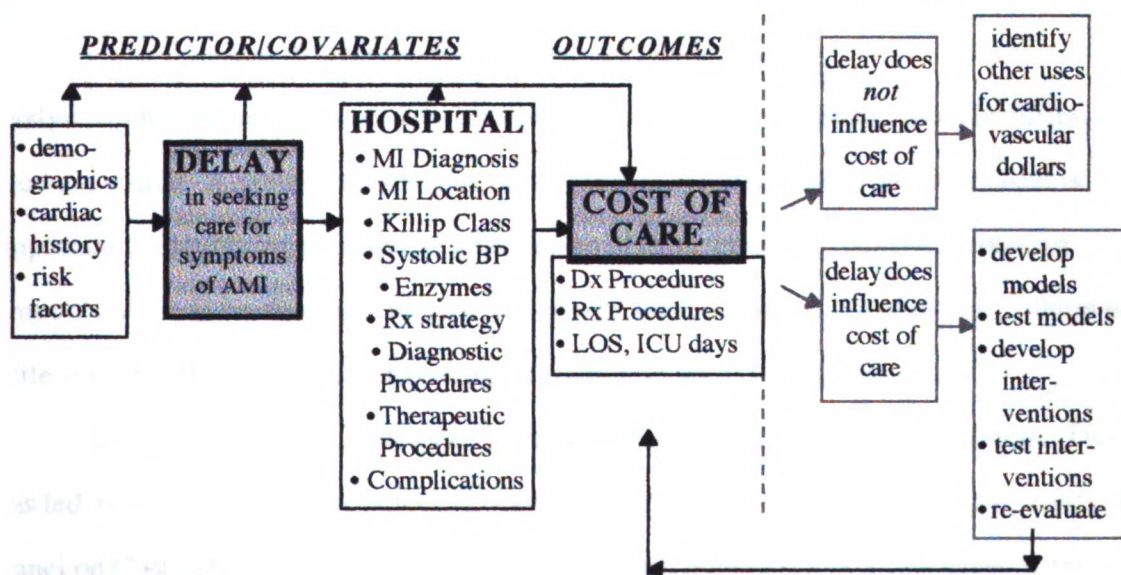 PREDICTOR/COVARIATES
OUTCOMES
• demo-
graphics
• cardiac
history
• risk
factors
DELAY
in seeking
care for
symptoms
of AMI
HOSPITAL
• MI Diagnosis
• MI Location
• Killip Class
• Systolic BP
• Enzymes
• Rx strategy
• Diagnostic
Procedures
• Therapeutic
Procedures
• Complications
COST OF
CARE
• Dx Procedures
• Rx Procedures
• LOS, ICU days
delay does
not
influence
cost of
care
identify
other uses
for cardio-
vascular
dollars
delay does
influence
cost of
care
• develop
models
• test models
• develop
inter-
ventions
• test inter-
ventions
• re-evaluate